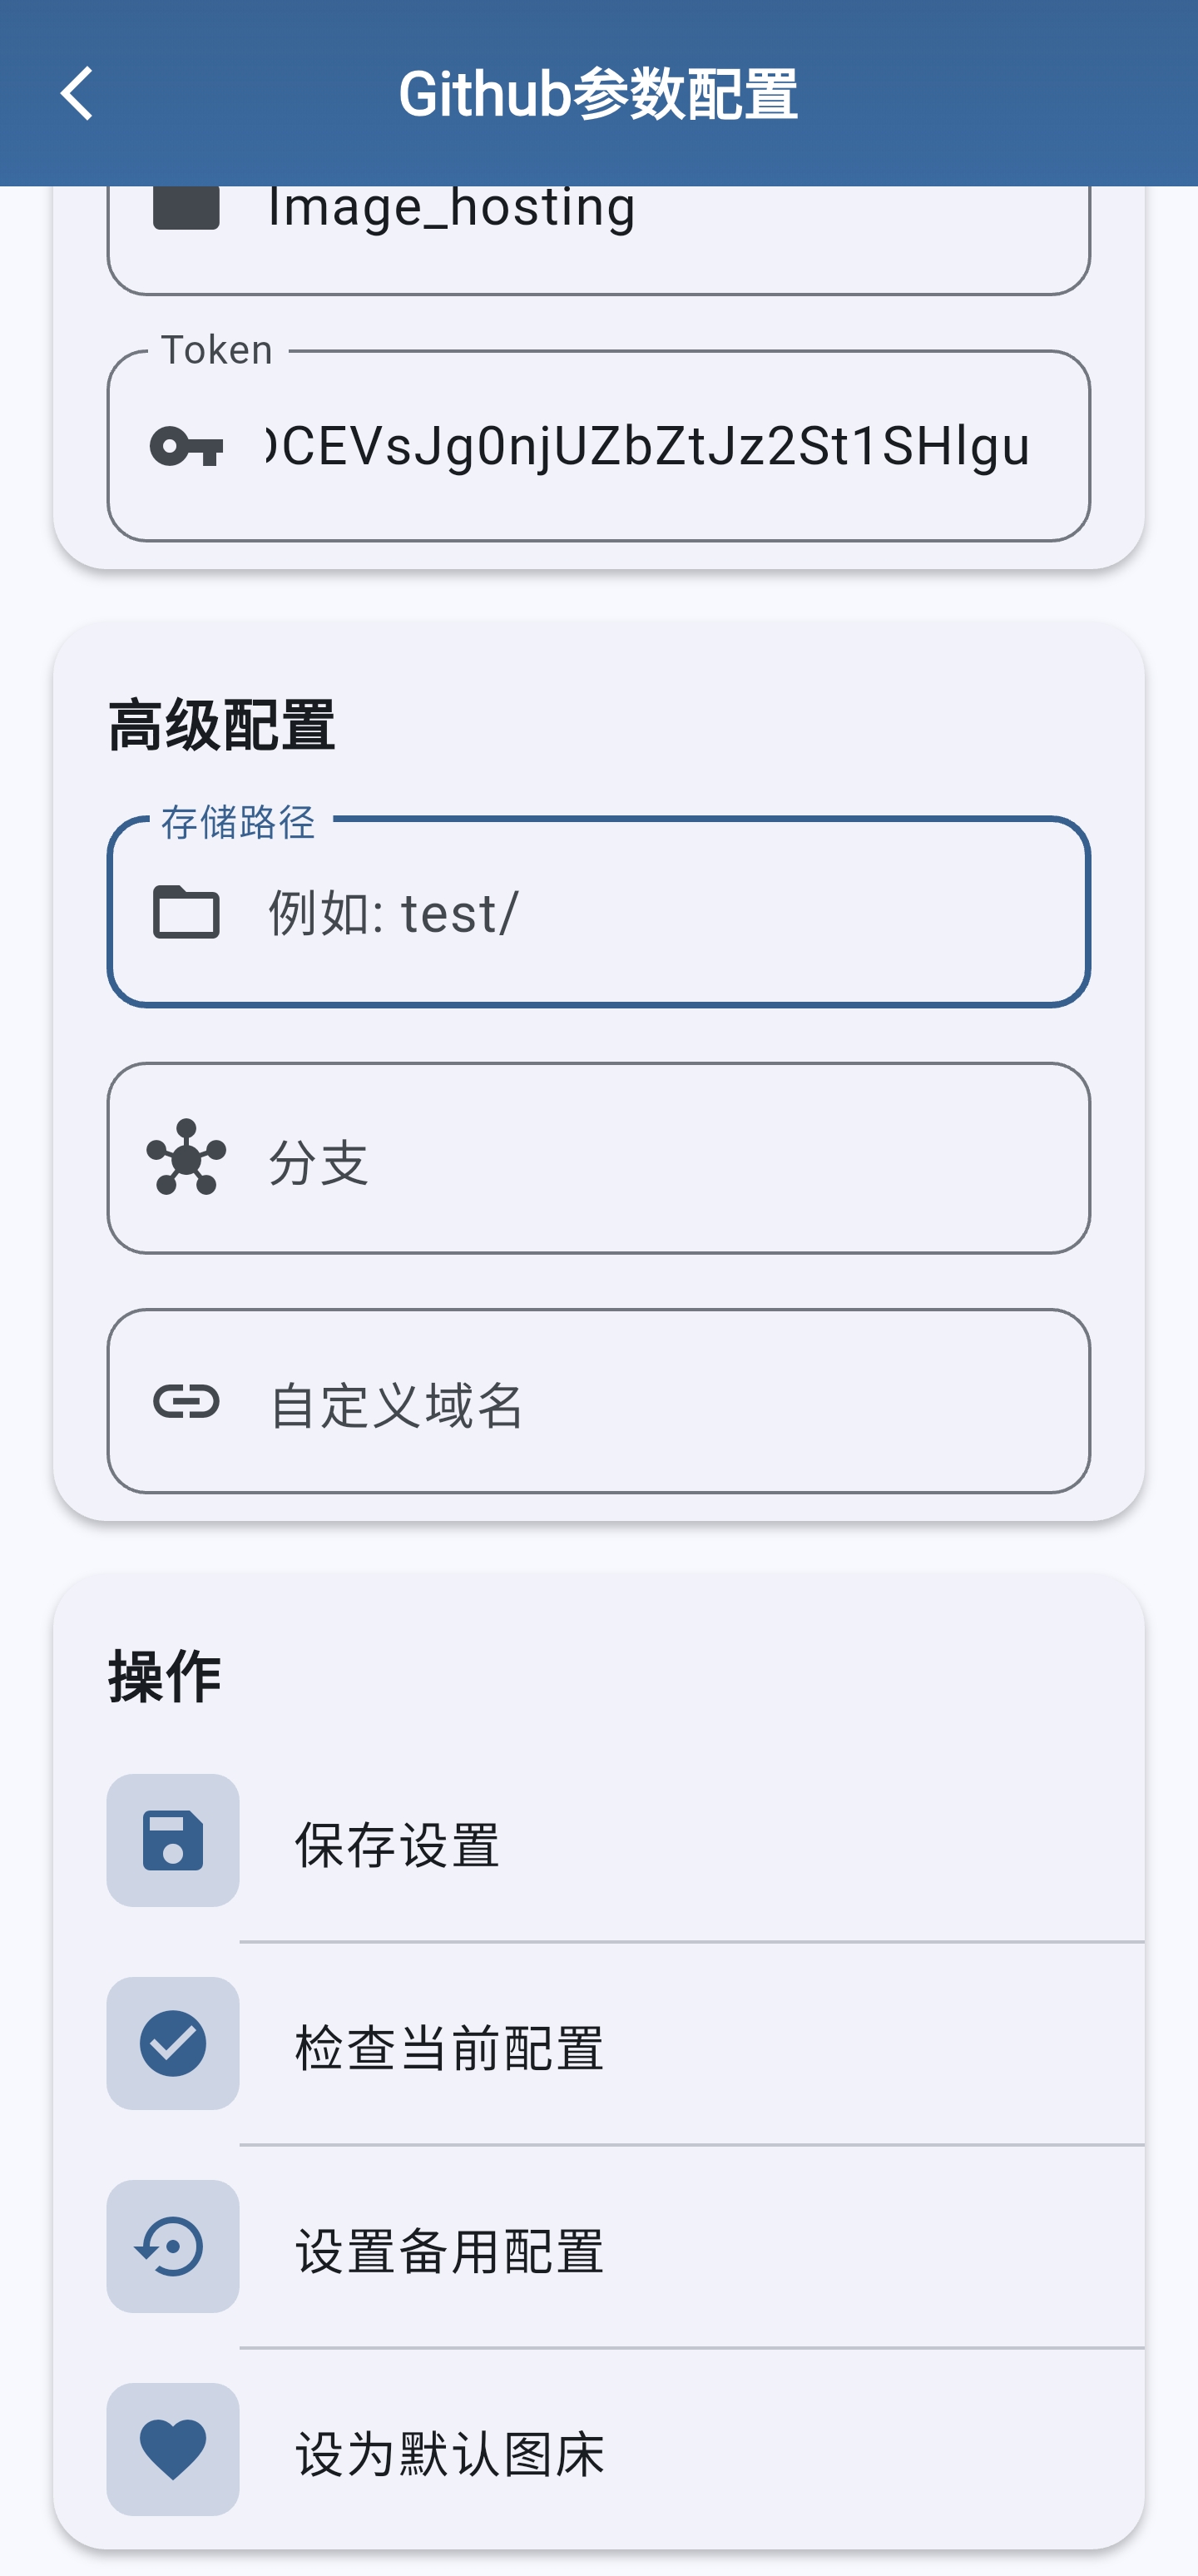 Github参数配置
Image_hosting
Token
CEVsJg0njUZbZtJz2St1SHlgu
高级配置
存储路径
例如: test/
分支
自定义域名
操作
保存设置
检查当前配置
设置备用配置
设为默认图床